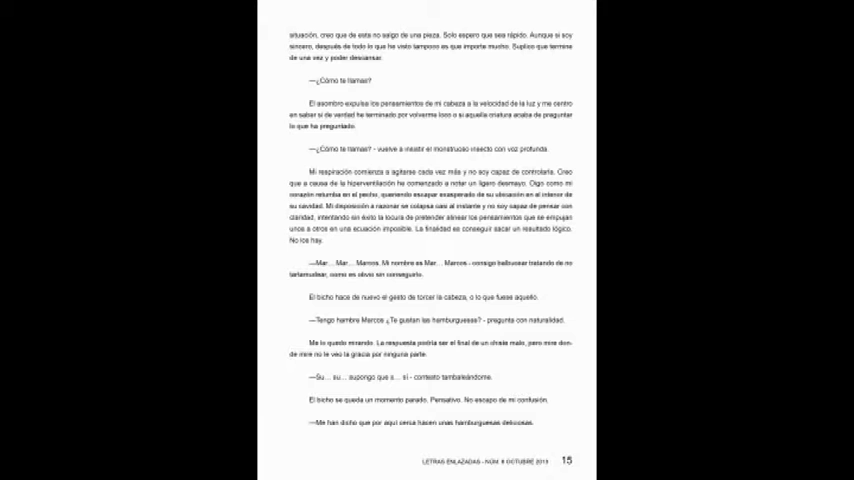 situación, creo que de esta no salgo de una pieza. Solo espero que sea rápido. Aunque si soy
sincero, después de todo lo que he visto tampoco es que importe mucho. Suplico que termine
de una vez y poder descansar.
—¿Cómo te llamas?
El asombro expulsa los pensamientos de mi cabeza a la velocidad de la luz y me centro
en saber si de verdad he terminado por volverme loco o si aquella criatura acaba de preguntar
lo que ha preguntado.
—¿Cómo te llamas? - vuelve a insistir el monstruoso insecto con voz profunda.
Mi respiración comienza a agitarse cada vez más y no soy capaz de controlarla. Creo
que a causa de la hiperventilación he comenzado a notar un ligero desmayo. Oigo como mi
corazón retumba en el pecho, queriendo escapar exasperado de su ubicación en el interior de
su cavidad. Mi disposición a razonar se colapsa casi al instante y no soy capaz de pensar con
claridad, intentando sin éxito la locura de pretender alinear los pensamientos que se empujan
unos a otros en una ecuación imposible. La finalidad es conseguir sacar un resultado lógico.
No los hay.
—Mar... Mar... Marcos. Mi nombre es Mar... Marcos - consigo balbucear tratando de no
tartamudear, como es obvio sin conseguirlo.
El bicho hace de nuevo el gesto de torcer la cabeza, o lo que fuese aquello.
—Tengo hambre Marcos ¿Te gustan las hamburguesas? - pregunta con naturalidad.
Me lo quedo mirando. La respuesta podría ser el final de un chiste malo, pero mire don-
de mire no le veo la gracia por ninguna parte.
—Su... su... supongo que s... sí - contesto tambaleándome.
El bicho se queda un momento parado. Pensativo. No escapo de mi confusión.
—Me han dicho que por aquí cerca hacen unas hamburguesas deliciosas.
LETRAS ENLAZADAS - NÚM. 6 OCTUBRE 2013 15